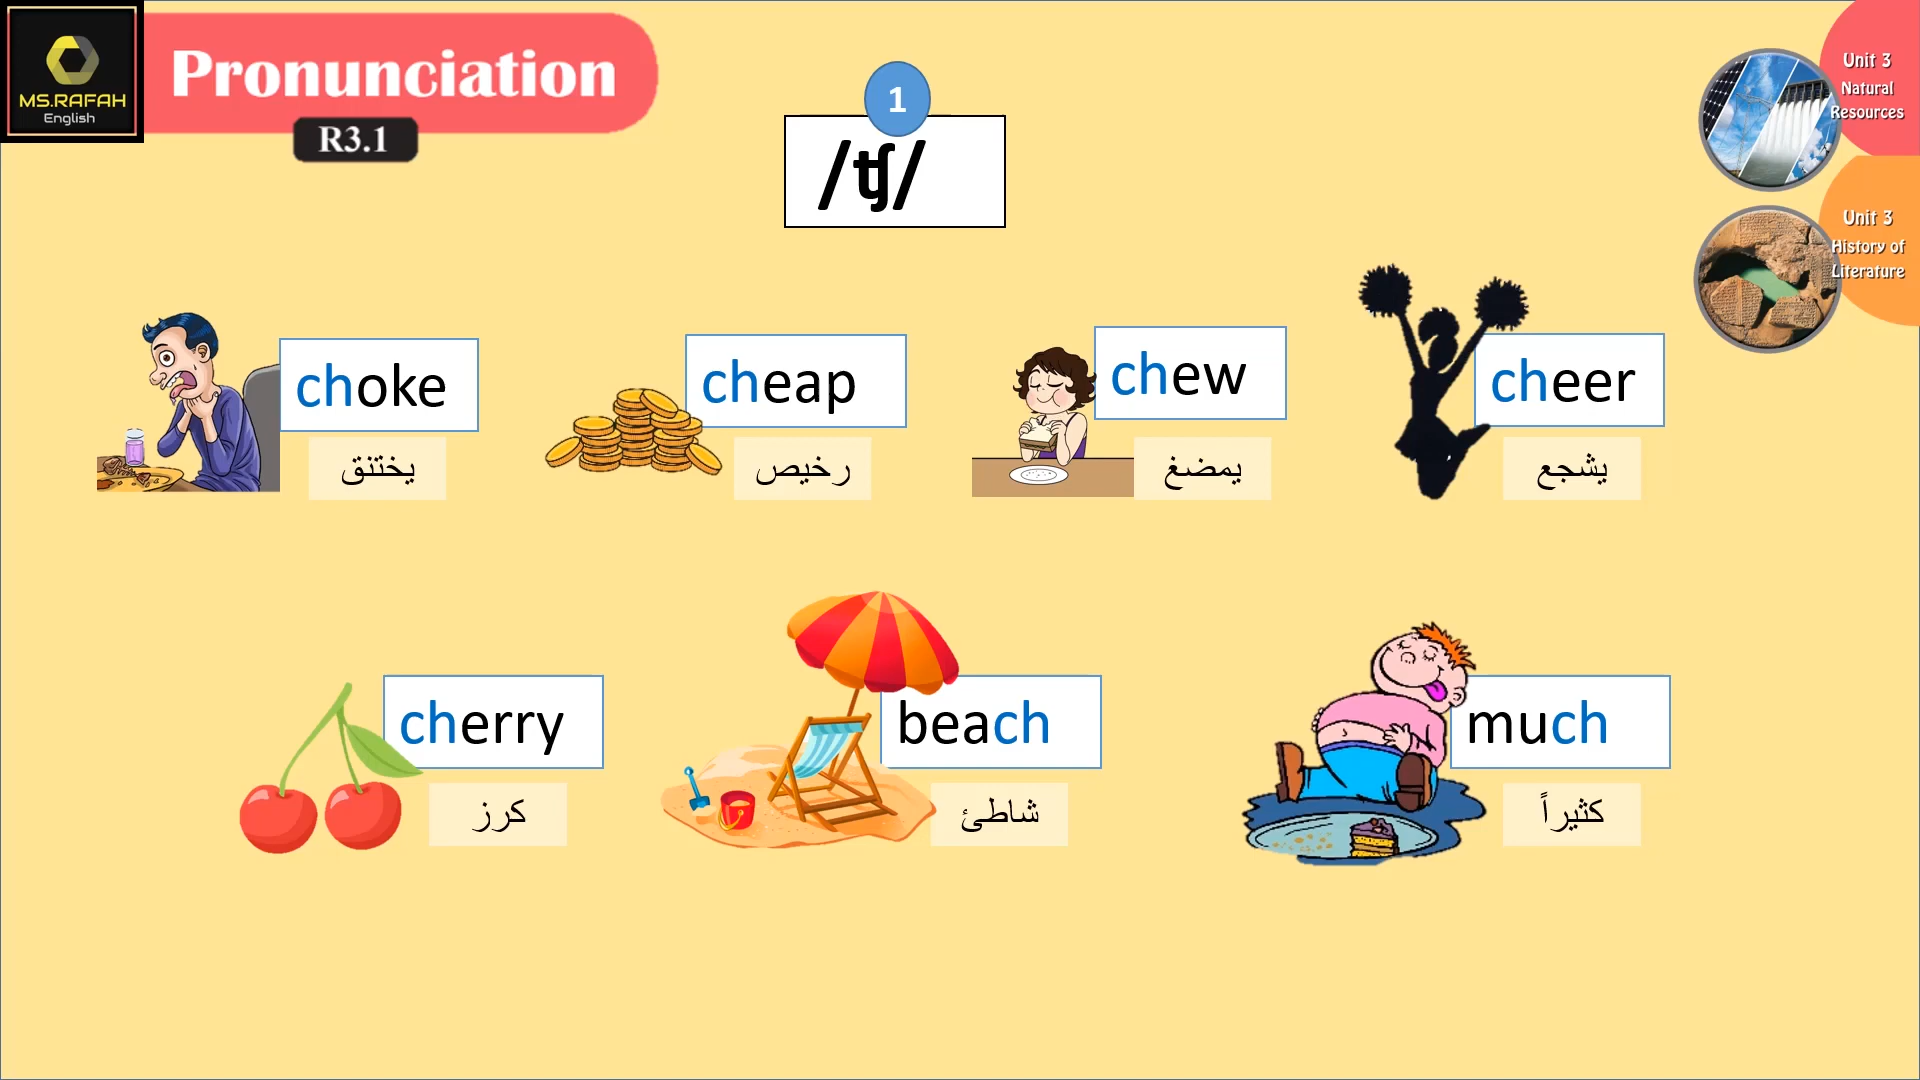 MS.RAFAH
English
Pronunciation
R3.1
1
/ʧ/
Unit 3
Natural
Resources
Unit 3
History of
Literature
choke
يختنق
cheap
رخيص
chew
يمضغ
cheer
يشجع
cherry
كرز
beach
شاطئ
much
كثيراً